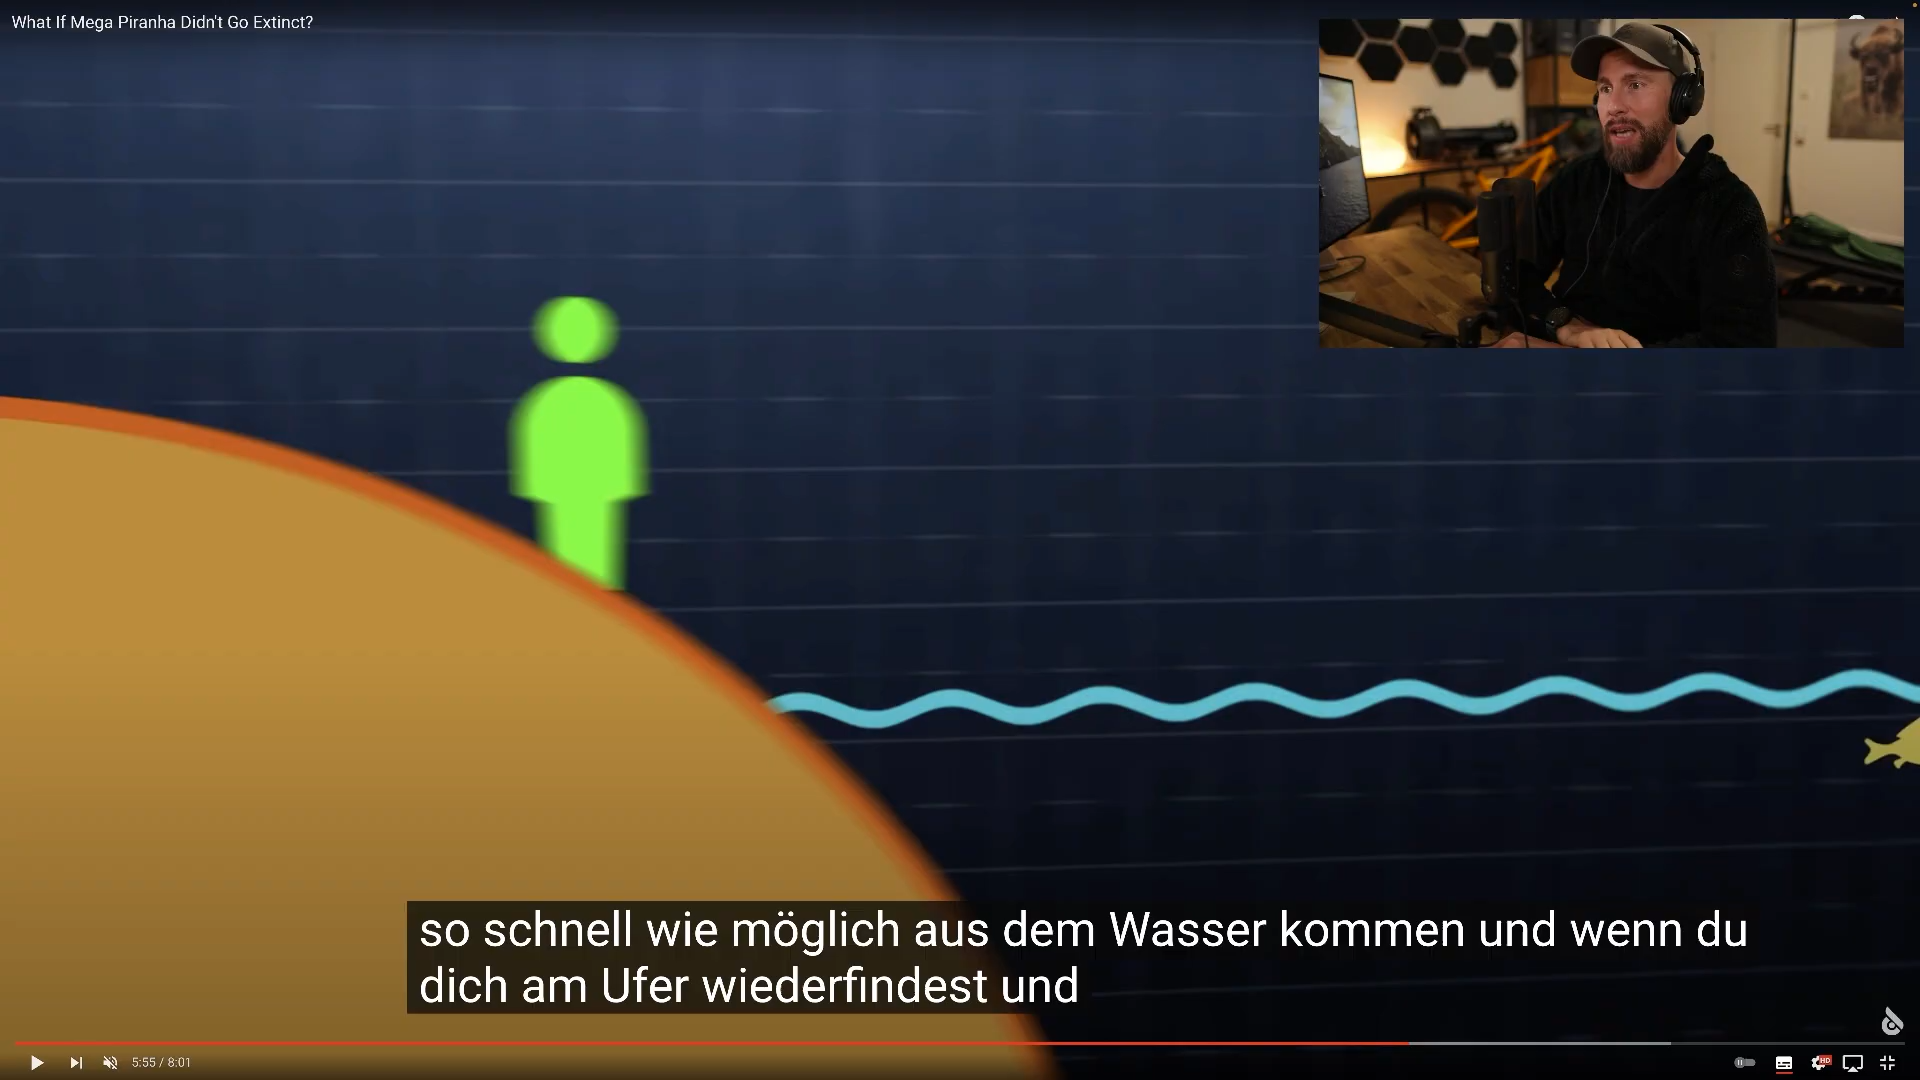 What If Mega Piranha Didn't Go Extinct?
so schnell wie möglich aus dem Wasser kommen und wenn du
dich am Ufer wiederfindest und
5:55 / 8:01
HD